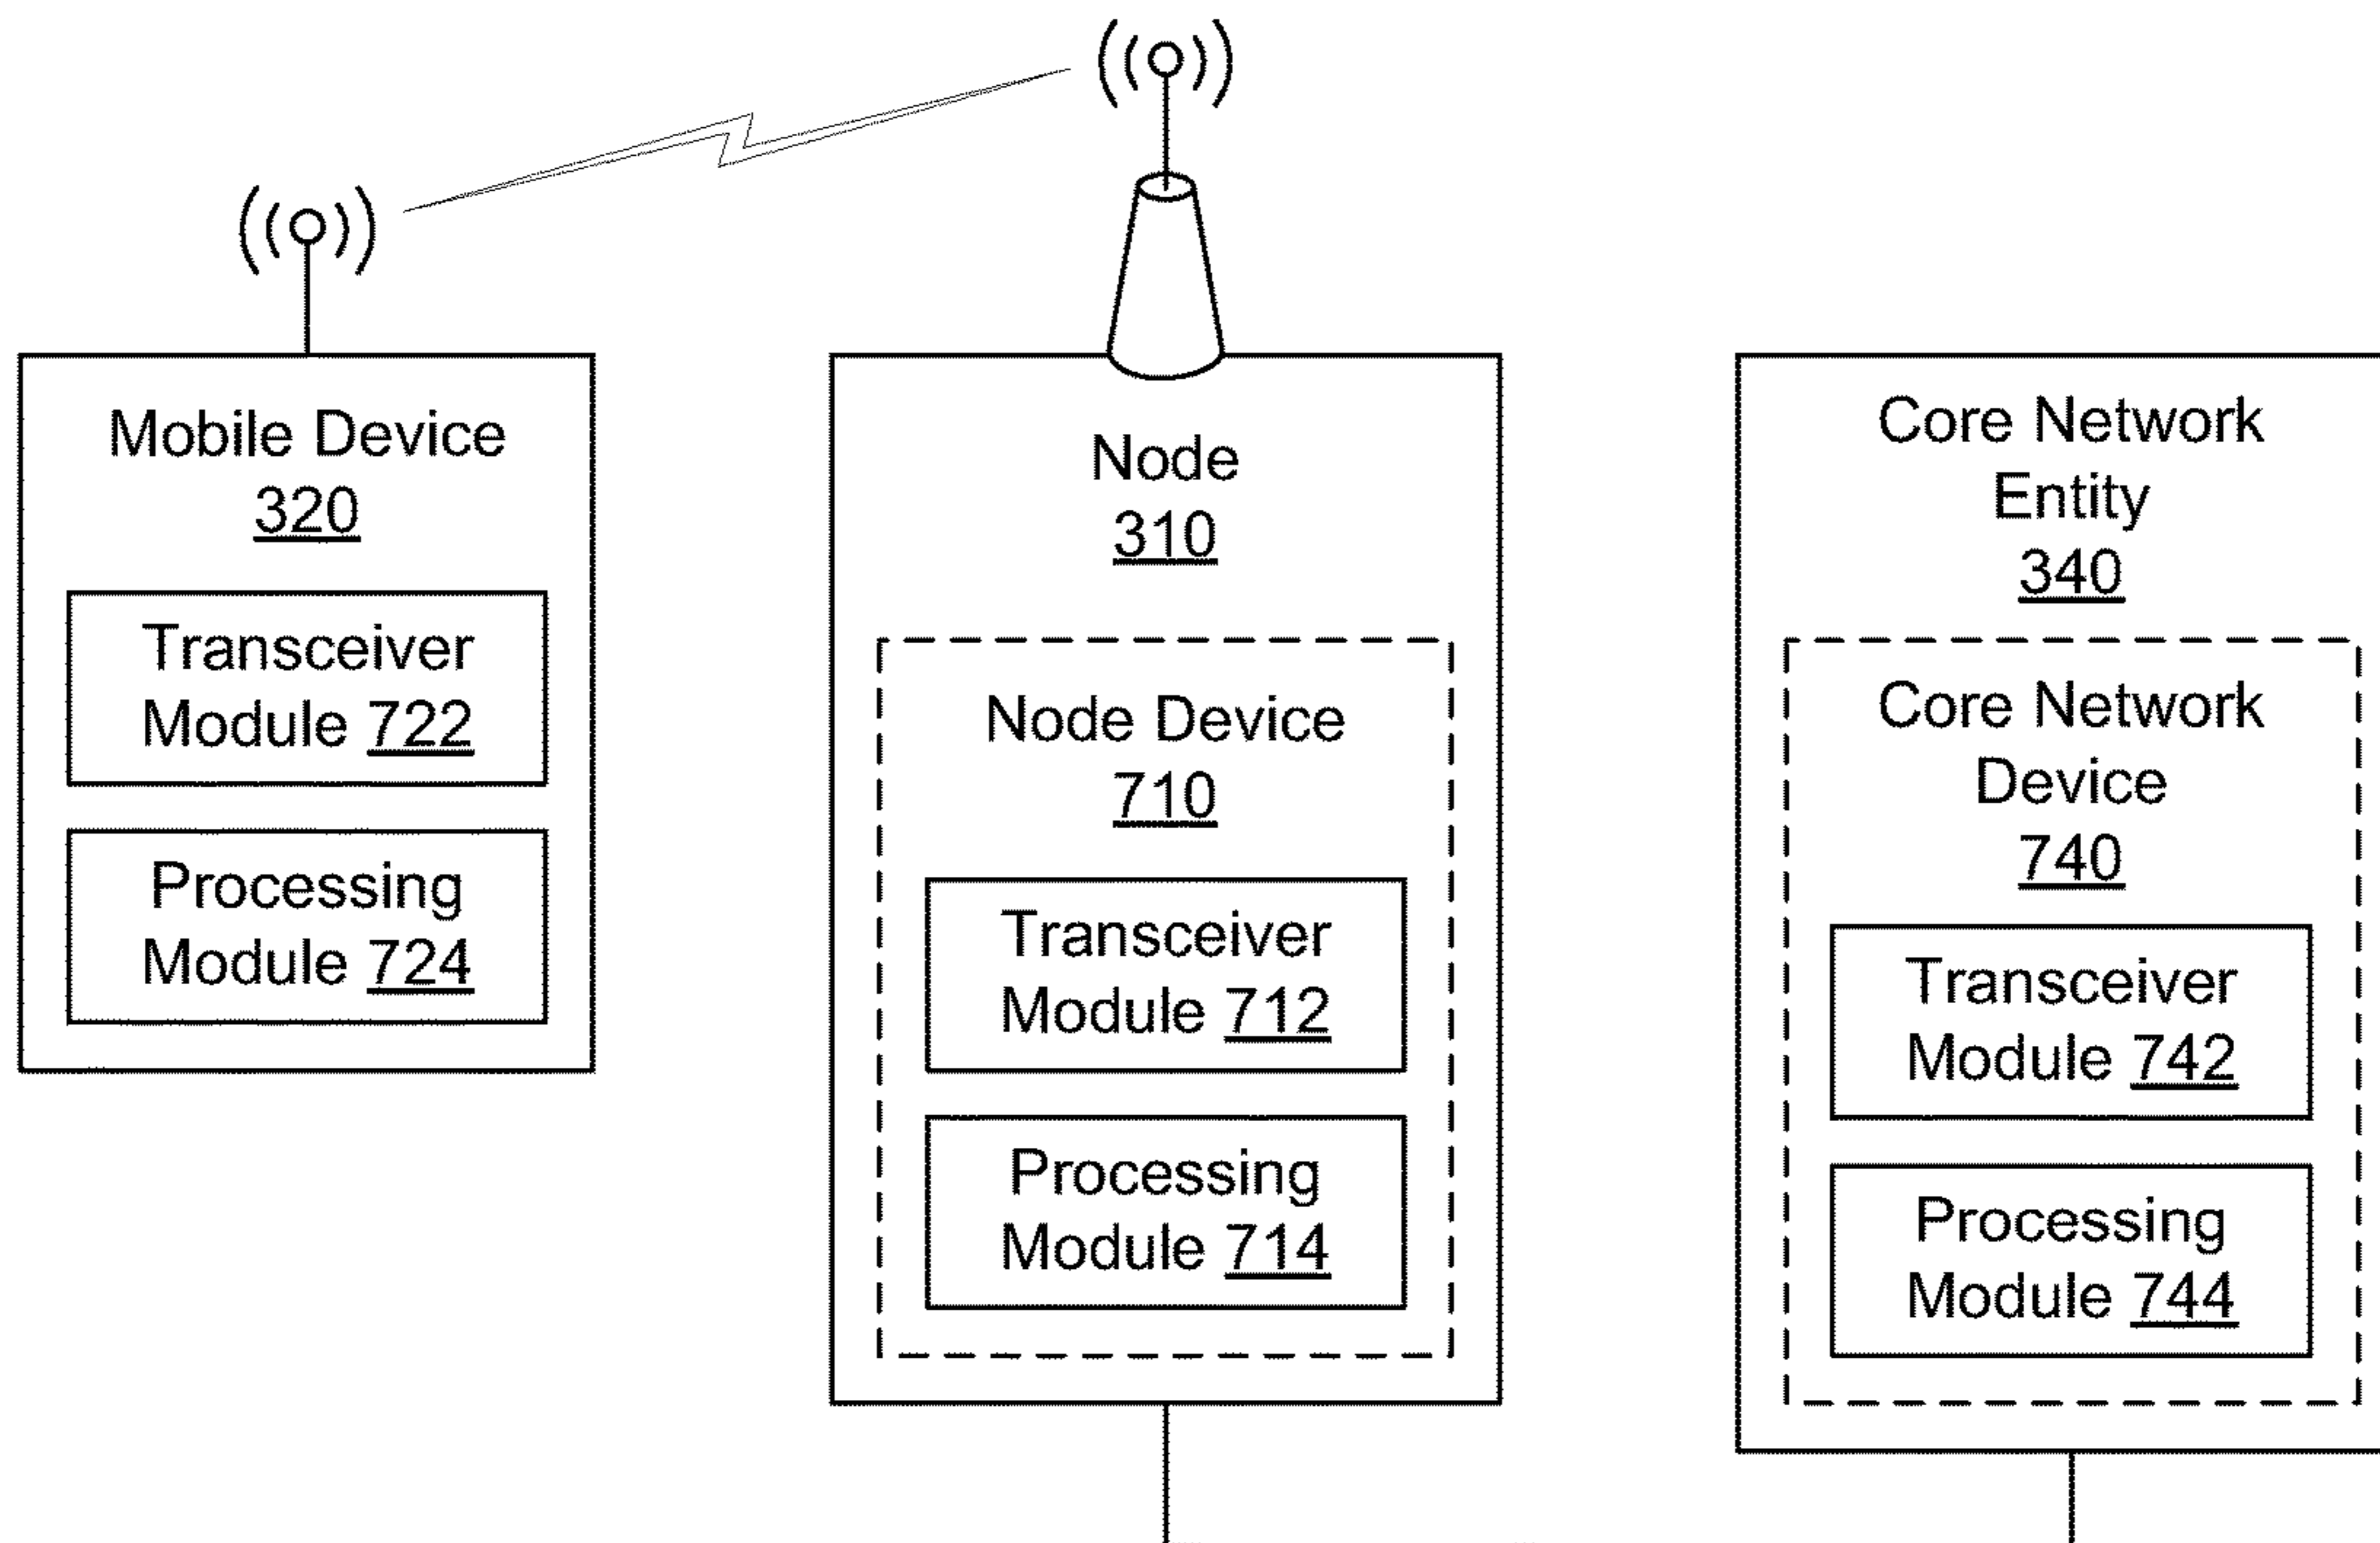 Mobile Device
320
Transceiver
Module 722
Processing
Module 724
Node
310
Node Device
710
Transceiver
Module 712
Processing
Module 714
Core Network
Entity
340
Core Network
Device
740
Transceiver
Module 742
Processing
Module 744